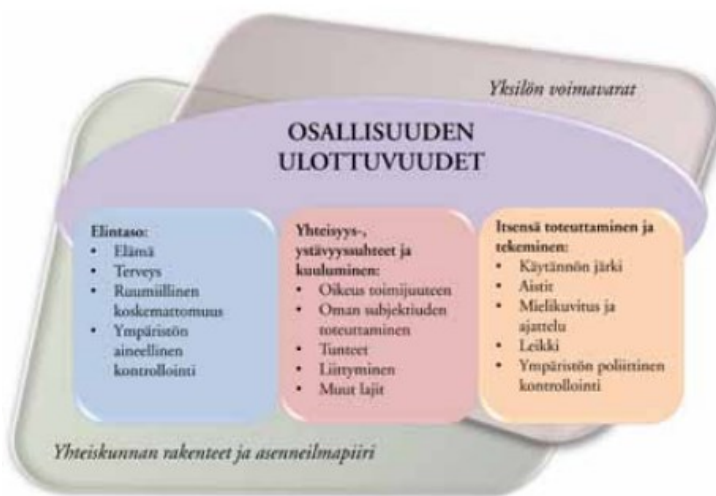 Yksilön voimavarat
OSALLISUUDEN
ULOTTUVUUDET
Elintaso:
• Elämä
• Terveys
• Ruumiillinen
koskemattomuus
• Ympäristön
aineellinen
kontrollointi
Yhteisyys-,
ystävyyssuhteet ja
kuuluminen:
• Oikeus toimijuuteen
• Oman subjektiuden
toteuttaminen
• Tunteet
• Liittyminen
• Muut lajit
Itsensä toteuttaminen ja
tekeminen:
• Käytännön järki
• Aistit
• Mielikuvitus ja
ajattelu
• Leikki
• Ympäristön poliittinen
kontrollointi
Yhteiskunnan rakenteet ja asenneilmapiiri